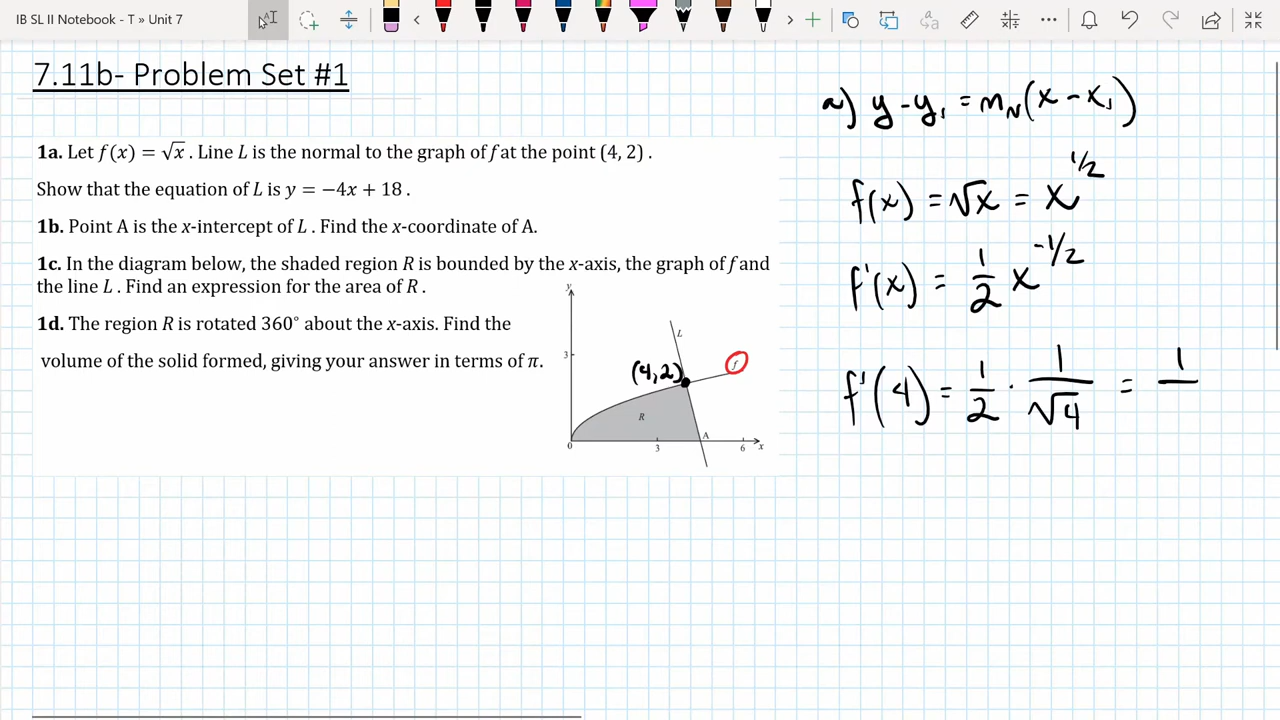 IB SL II Notebook - T » Unit 7
7.11b- Problem Set #1
1a. Let f(x) = √x . Line L is the normal to the graph of f at the point (4, 2) .
Show that the equation of L is y = −4x + 18 .
1b. Point A is the x-intercept of L . Find the x-coordinate of A.
1c. In the diagram below, the shaded region R is bounded by the x-axis, the graph of f and
the line L . Find an expression for the area of R .
1d. The region R is rotated 360° about the x-axis. Find the
volume of the solid formed, giving your answer in terms of π.
y
L
3
(4,2)
f
R
A
0
3
6
x
a) y - y₁ = m_N(x - x₁)
f(x) = √x = x^1/2
f'(x) = 1/2 x^-1/2
f'(4) = 1/2 · 1/√4 = 1/